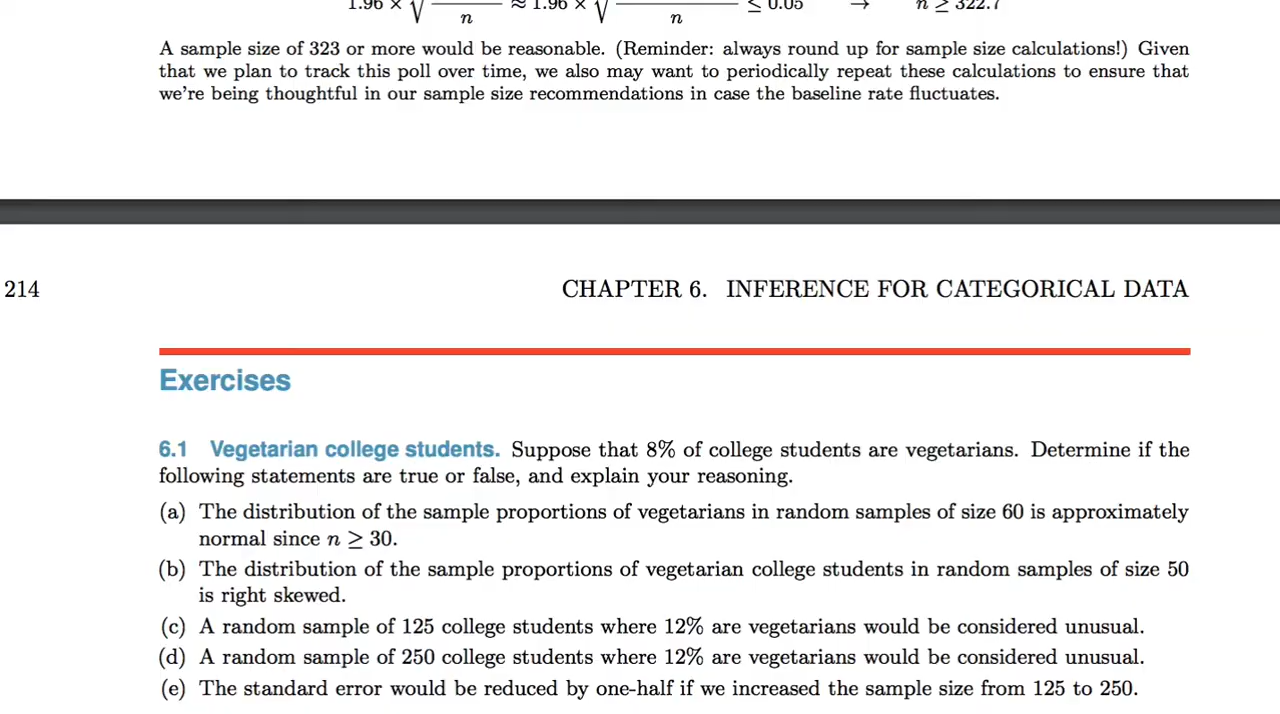 1.96 × √ n ≈ 1.96 × √ n ≤ 0.05 → n ≥ 322.7
A sample size of 323 or more would be reasonable. (Reminder: always round up for sample size calculations!) Given
that we plan to track this poll over time, we also may want to periodically repeat these calculations to ensure that
we're being thoughtful in our sample size recommendations in case the baseline rate fluctuates.
214 CHAPTER 6. INFERENCE FOR CATEGORICAL DATA
Exercises
6.1 Vegetarian college students. Suppose that 8% of college students are vegetarians. Determine if the
following statements are true or false, and explain your reasoning.
(a) The distribution of the sample proportions of vegetarians in random samples of size 60 is approximately
normal since n ≥ 30.
(b) The distribution of the sample proportions of vegetarian college students in random samples of size 50
is right skewed.
(c) A random sample of 125 college students where 12% are vegetarians would be considered unusual.
(d) A random sample of 250 college students where 12% are vegetarians would be considered unusual.
(e) The standard error would be reduced by one-half if we increased the sample size from 125 to 250.